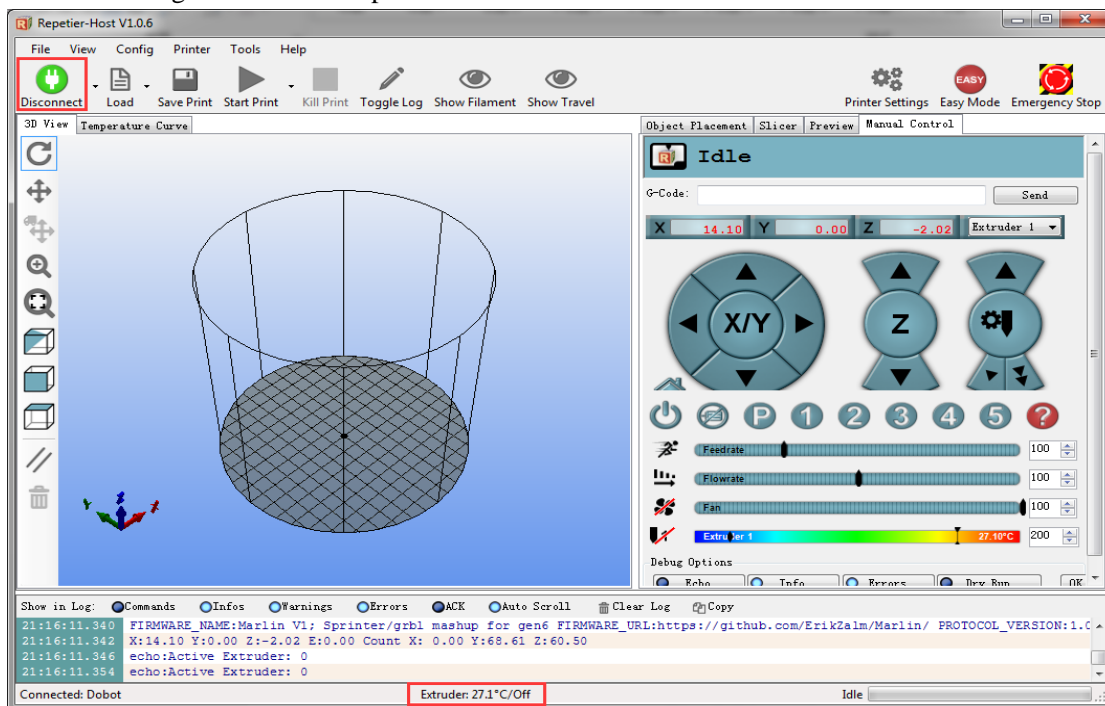 Repetier-Host V1.0.6
File View Config Printer Tools Help
Disconnect Load Save Print Start Print Kill Print Toggle Log Show Filament Show Travel Printer Settings Easy Mode Emergency Stop
EASY
3D View Temperature Curve
Object Placement Slicer Preview Manual Control
Idle
G-Code: Send
X 14.10 Y 0.00 Z -2.02 Extruder 1
X/Y Z
P 1 2 3 4 5 ?
Feedrate 100
Flowrate 100
Fan 100
1 Extruder 1 27.10°C 200
Debug Options
Echo Info Errors Dry Run OK
Y Z X
Show in Log: Commands Infos Warnings Errors ACK Auto Scroll Clear Log Copy
21:16:11.340 FIRMWARE_NAME:Marlin V1; Sprinter/grbl mashup for gen6 FIRMWARE_URL:https://github.com/ErikZalm/Marlin/ PROTOCOL_VERSION:1.0
21:16:11.342 X:14.10 Y:0.00 Z:-2.02 E:0.00 Count X: 0.00 Y:68.61 Z:60.50
21:16:11.346 echo:Active Extruder: 0
21:16:11.354 echo:Active Extruder: 0
Connected: Dobot Extruder: 27.1°C/Off Idle